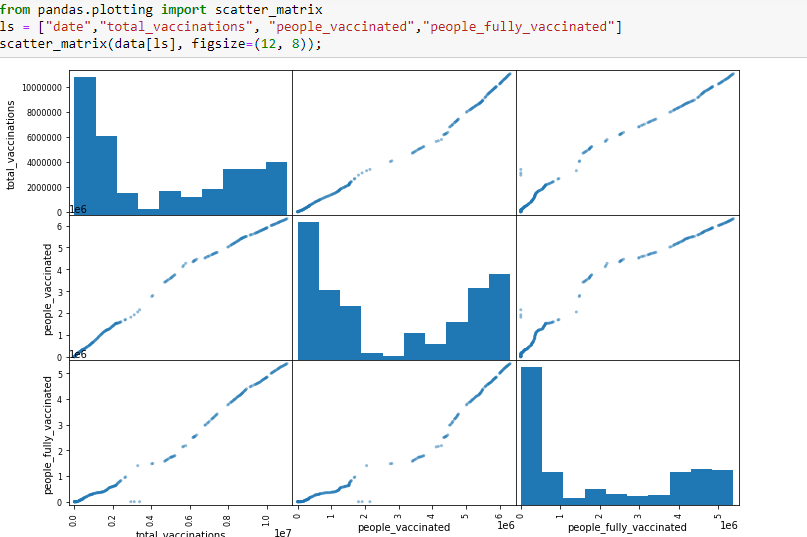 from pandas.plotting import scatter_matrix
ls = ["date","total_vaccinations", "people_vaccinated","people_fully_vaccinated"]
scatter_matrix(data[ls], figsize=(12, 8));
total_vaccinations
10000000
8000000
6000000
4000000
2000000
0
1e6
people_vaccinated
6
5
4
3
2
1
0
1e6
people_fully_vaccinated
5
4
3
2
1
0
0.0
0.2
0.4
0.6
0.8
1.0
total_vaccinations
1e7
0
1
2
3
4
5
6
people_vaccinated
1e6
0
1
2
3
4
5
people_fully_vaccinated
1e6